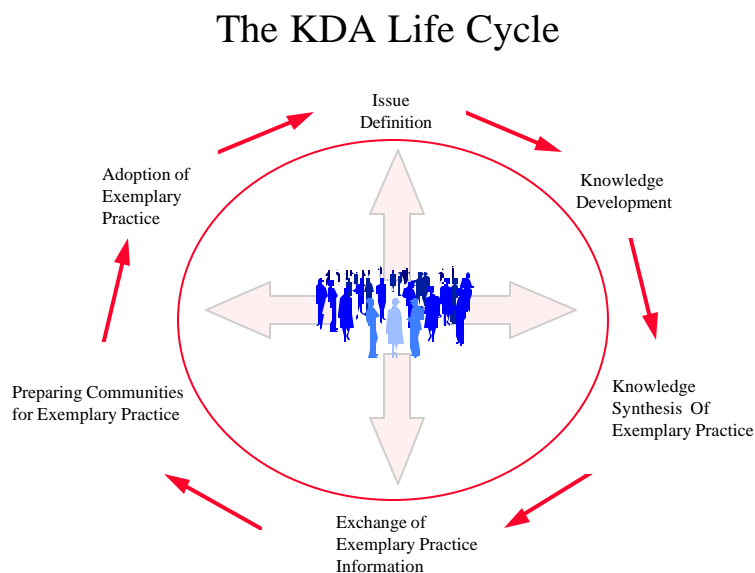 The KDA Life Cycle
Issue
Definition
Knowledge
Development
Knowledge
Synthesis Of
Exemplary Practice
Exchange of
Exemplary Practice
Information
Preparing Communities
for Exemplary Practice
Adoption of
Exemplary
Practice